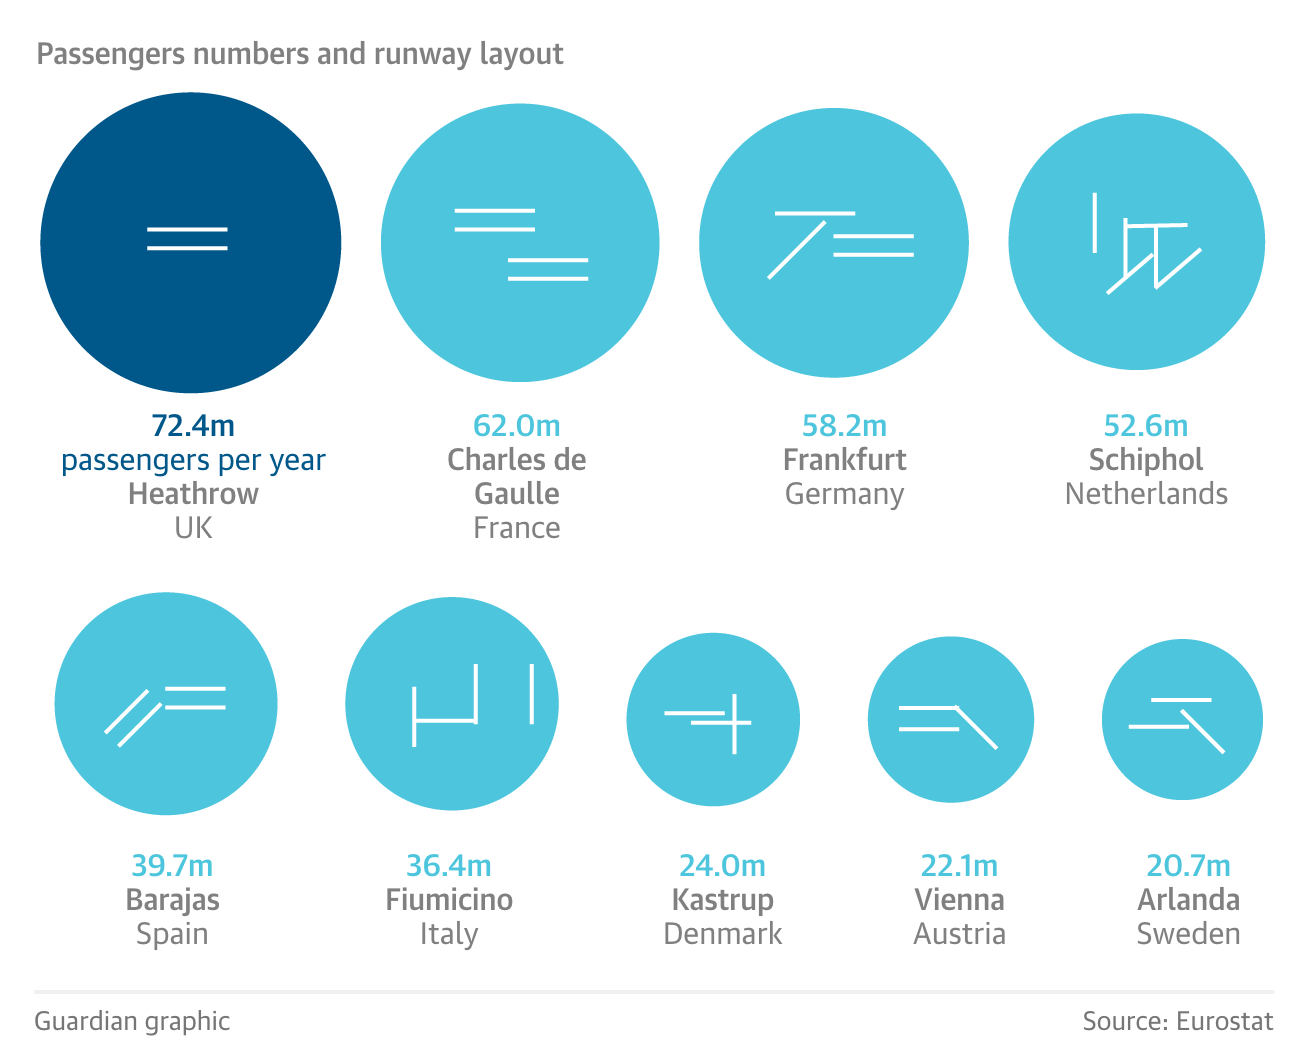 Passengers numbers and runway layout
72.4m
passengers per year
Heathrow
UK
62.0m
Charles de
Gaulle
France
58.2m
Frankfurt
Germany
52.6m
Schiphol
Netherlands
39.7m
Barajas
Spain
36.4m
Fiumicino
Italy
24.0m
Kastrup
Denmark
22.1m
Vienna
Austria
20.7m
Arlanda
Sweden
Guardian graphic
Source: Eurostat